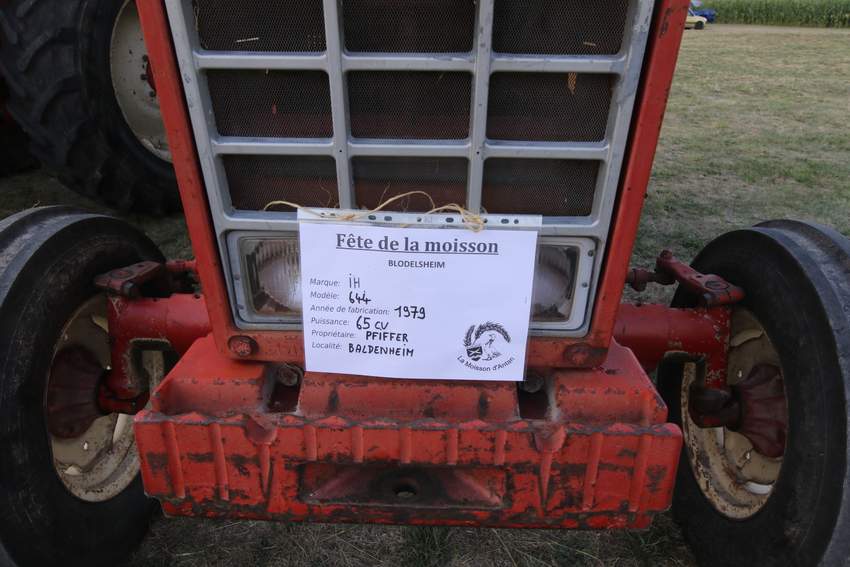 Fête de la moisson
BLODELSHEIM
Marque: iH
Modèle: 644
Année de fabrication: 1979
Puissance: 65 CV
Propriétaire: PFIFFER
Localité: BALDENHEIM
La Moisson d'Antan